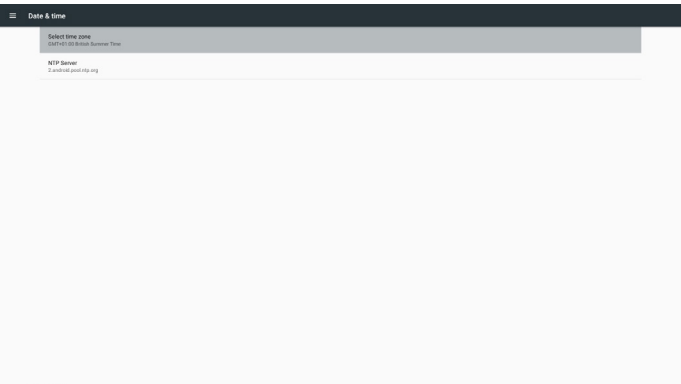 Date & time
Select time zone
GMT+01:00 British Summer Time
NTP Server
2.android.pool.ntp.org